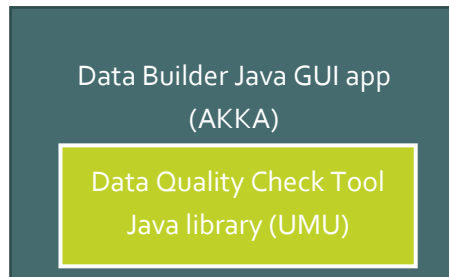 Data Builder Java GUI app
(AKKA)
Data Quality Check Tool
Java library (UMU)